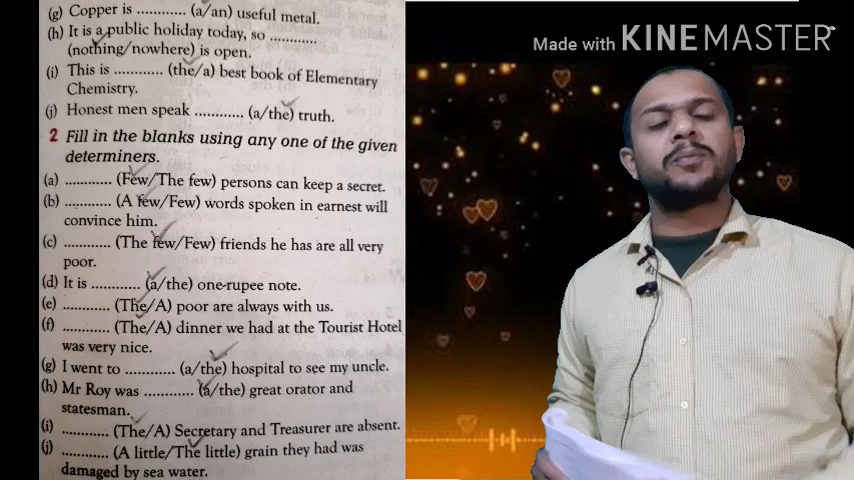 (g) Copper is ............ (a/an) useful metal.
(h) It is a public holiday today, so ............
(nothing/nowhere) is open.
(i) This is ............ (the/a) best book of Elementary
Chemistry.
(j) Honest men speak ............ (a/the) truth.
2 Fill in the blanks using any one of the given
determiners.
(a) ............ (Few/The few) persons can keep a secret.
(b) ............ (A few/Few) words spoken in earnest will
convince him.
(c) ............ (The few/Few) friends he has are all very
poor.
(d) It is ............ (a/the) one-rupee note.
(e) ............ (The/A) poor are always with us.
(f) ............ (The/A) dinner we had at the Tourist Hotel
was very nice.
(g) I went to ............ (a/the) hospital to see my uncle.
(h) Mr Roy was ............ (a/the) great orator and
statesman.
(i) ............ (The/A) Secretary and Treasurer are absent.
(j) ............ (A little/The little) grain they had was
damaged by sea water.
Made with KINEMASTER